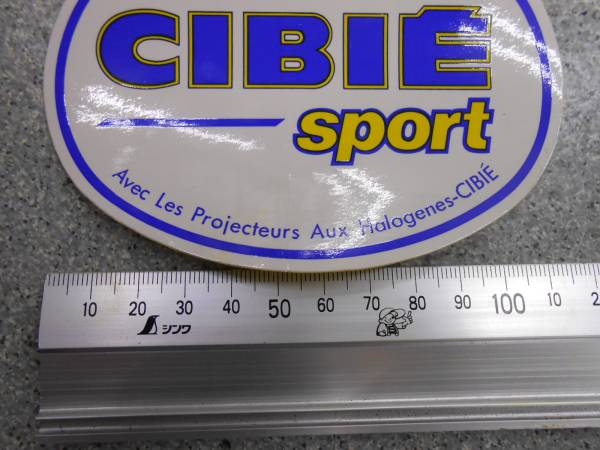 CIBIÉ
sport
Avec Les Projecteurs Aux Halogenes-CIBIÉ
10 20 30 40 50 60 70 80 90 100 10 2
シンワ